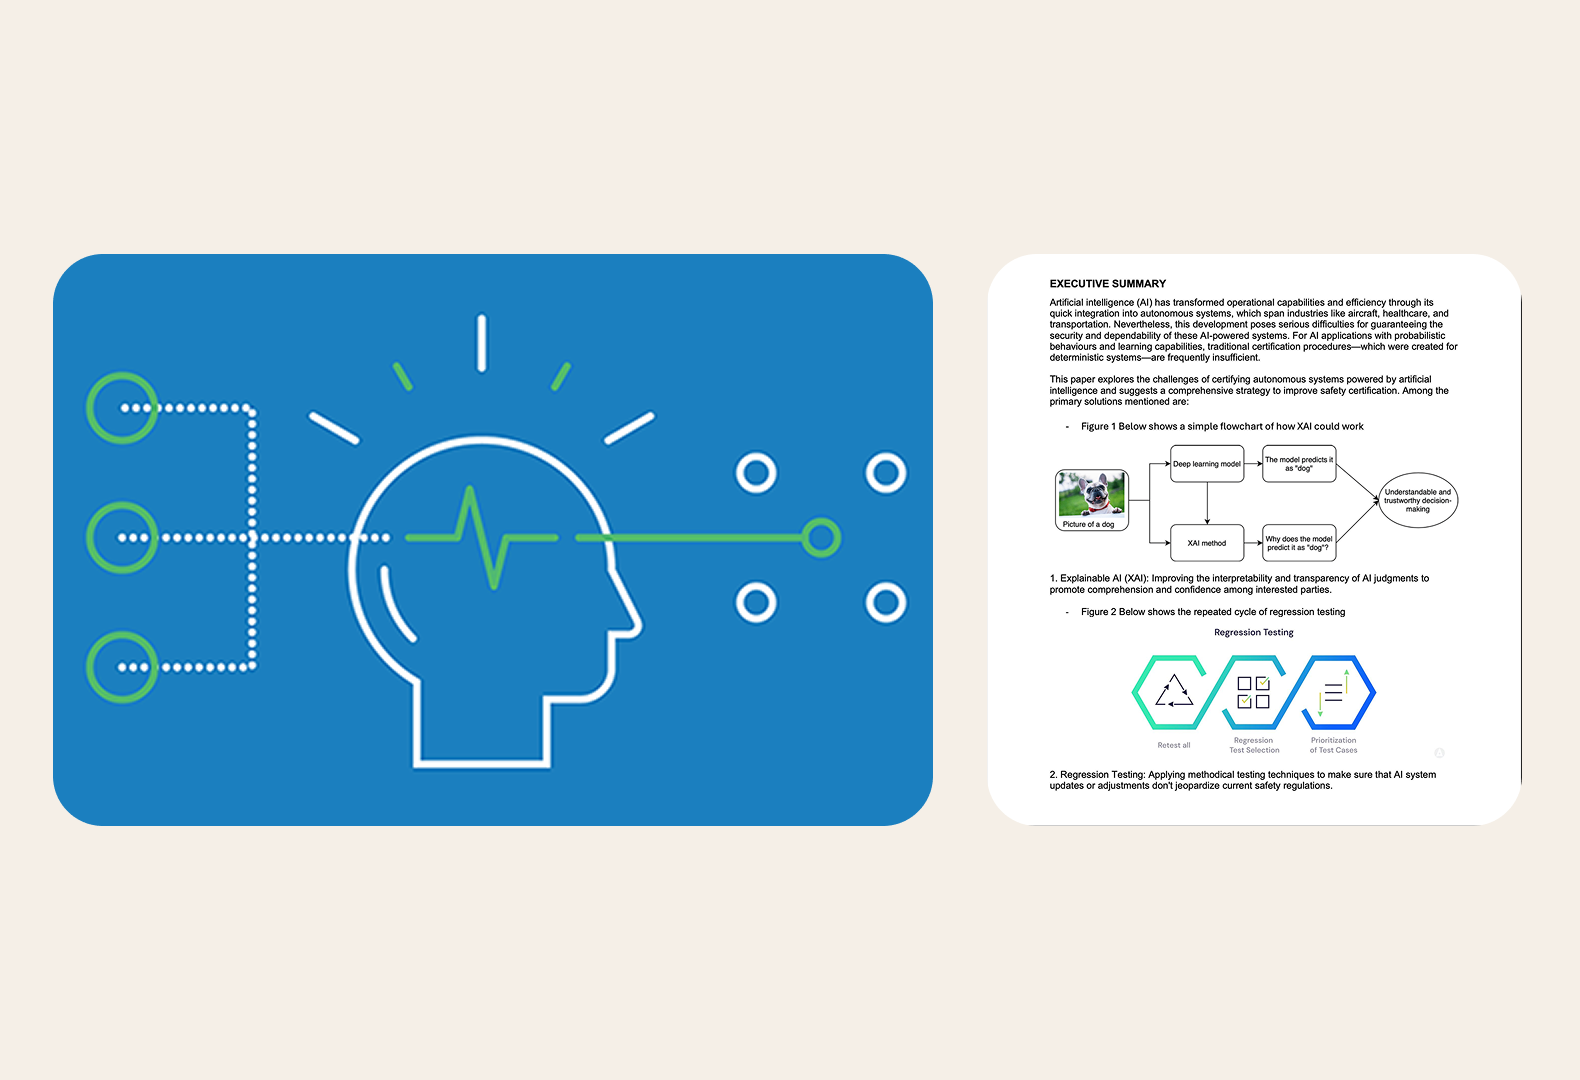 EXECUTIVE SUMMARY
Artificial intelligence (AI) has transformed operational capabilities and efficiency through its
quick integration into autonomous systems, which span industries like aircraft, healthcare, and
transportation. Nevertheless, this development poses serious difficulties for guaranteeing the
security and dependability of these AI-powered systems. For AI applications with probabilistic
behaviours and learning capabilities, traditional certification procedures—which were created for
deterministic systems—are frequently insufficient.
This paper explores the challenges of certifying autonomous systems powered by artificial
intelligence and suggests a comprehensive strategy to improve safety certification. Among the
primary solutions mentioned are:
- Figure 1 Below shows a simple flowchart of how XAI could work
Picture of a dog
Deep learning model
The model predicts it
as "dog"
XAI method
Why does the model
predict it as "dog"?
Understandable and
trustworthy decision-
making
1. Explainable AI (XAI): Improving the interpretability and transparency of AI judgments to
promote comprehension and confidence among interested parties.
- Figure 2 Below shows the repeated cycle of regression testing
Regression Testing
Retest all
Regression
Test Selection
Prioritization
of Test Cases
2. Regression Testing: Applying methodical testing techniques to make sure that AI system
updates or adjustments don't jeopardize current safety regulations.